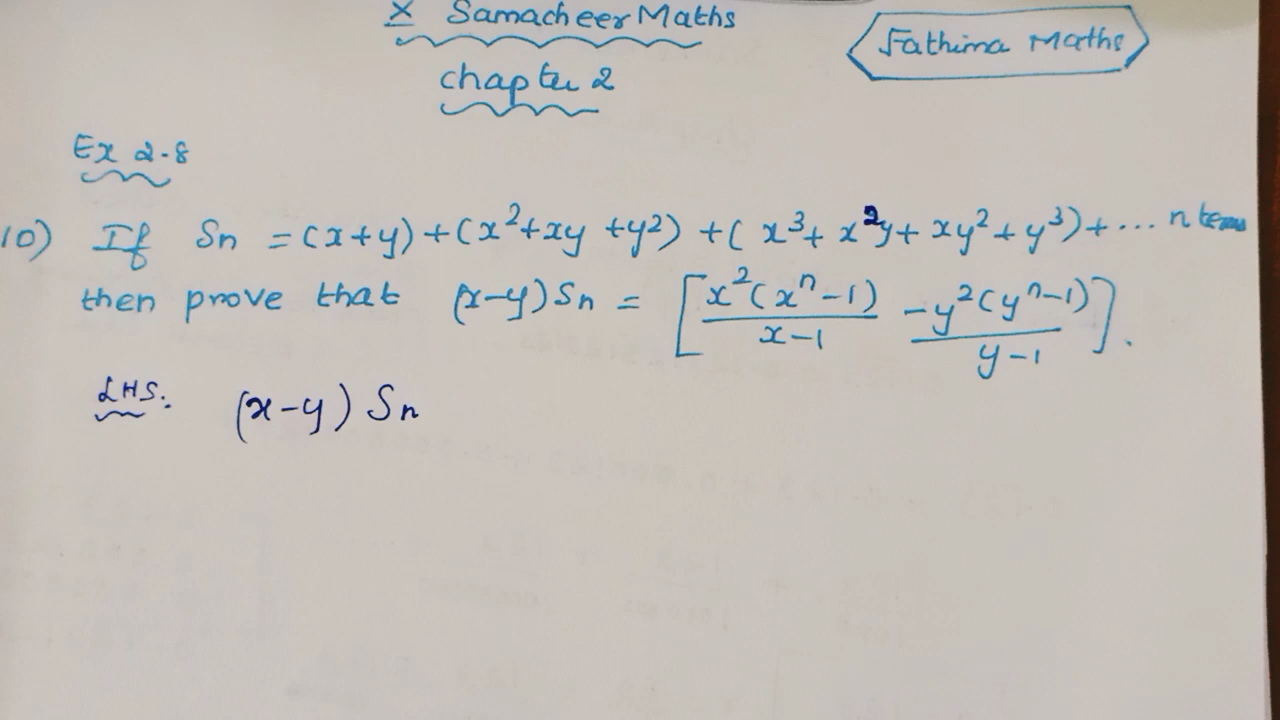 X Samacheer Maths
Fathima Maths
chapter 2
Ex 2.8
10) If Sn = (x+y) + (x²+xy+y²) + (x³+x²y+xy²+y³)+... n terms
then prove that (x-y) Sn = [x²(xⁿ-1)/x-1 -y²(yⁿ-1)/y-1].
LHS: (x-y) Sn